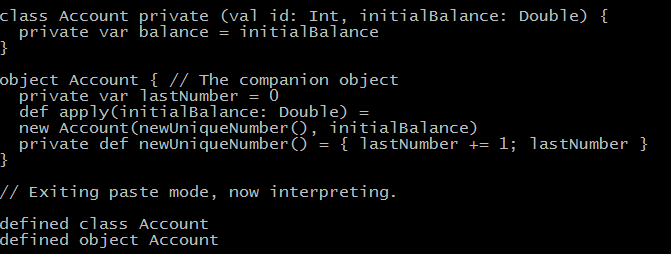 class Account private (val id: Int, initialBalance: Double) {
  private var balance = initialBalance
}
object Account { // The companion object
  private var lastNumber = 0
  def apply(initialBalance: Double) =
  new Account(newUniqueNumber(), initialBalance)
  private def newUniqueNumber() = { lastNumber += 1; lastNumber }
}
// Exiting paste mode, now interpreting.
defined class Account
defined object Account